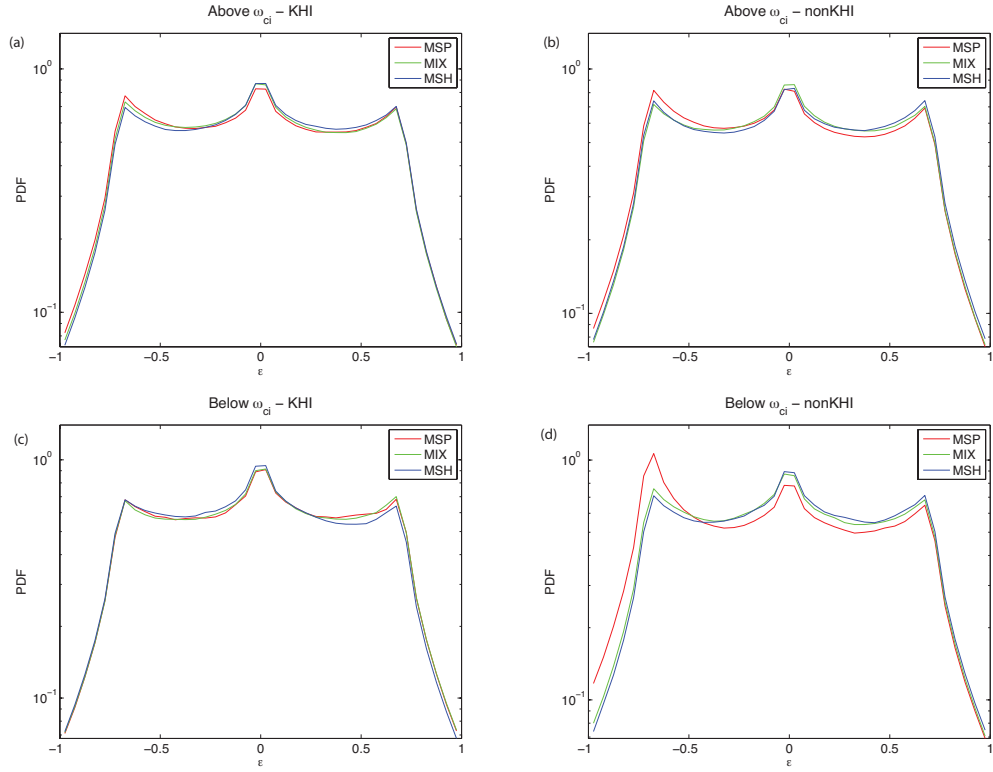 Above ω_ci – KHI
(a)
MSP
MIX
MSH
10^0
10^−1
PDF
−1 −0.5 0 0.5 1
ε
Above ω_ci – nonKHI
(b)
MSP
MIX
MSH
10^0
10^−1
PDF
−1 −0.5 0 0.5 1
ε
Below ω_ci – KHI
(c)
MSP
MIX
MSH
10^0
10^−1
PDF
−1 −0.5 0 0.5 1
ε
Below ω_ci – nonKHI
(d)
MSP
MIX
MSH
10^0
10^−1
PDF
−1 −0.5 0 0.5 1
ε